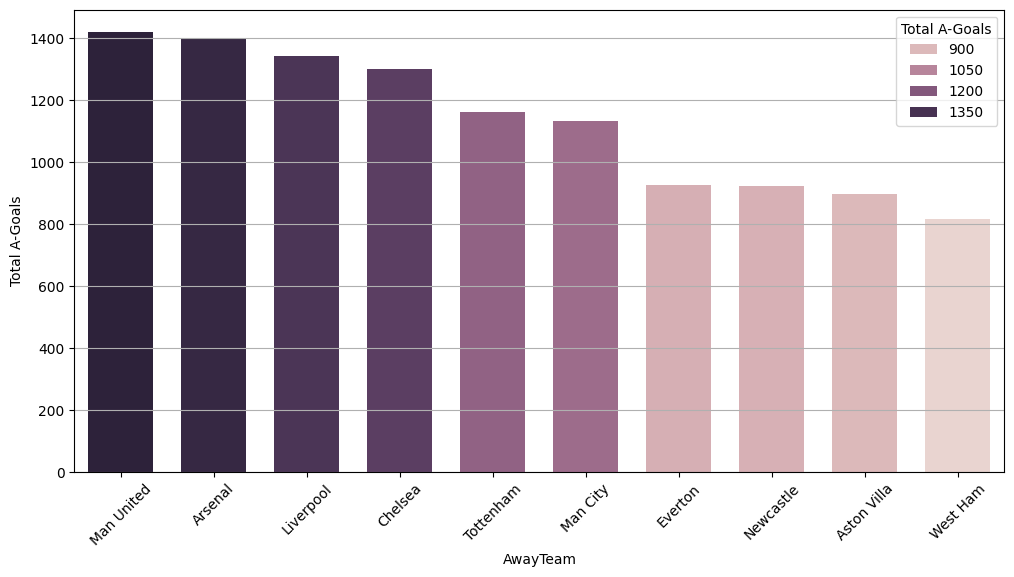 Total A-Goals
900
1050
1200
1350
1400
1200
1000
800
600
400
200
0
Total A-Goals
Man United
Arsenal
Liverpool
Chelsea
Tottenham
Man City
Everton
Newcastle
Aston Villa
West Ham
AwayTeam